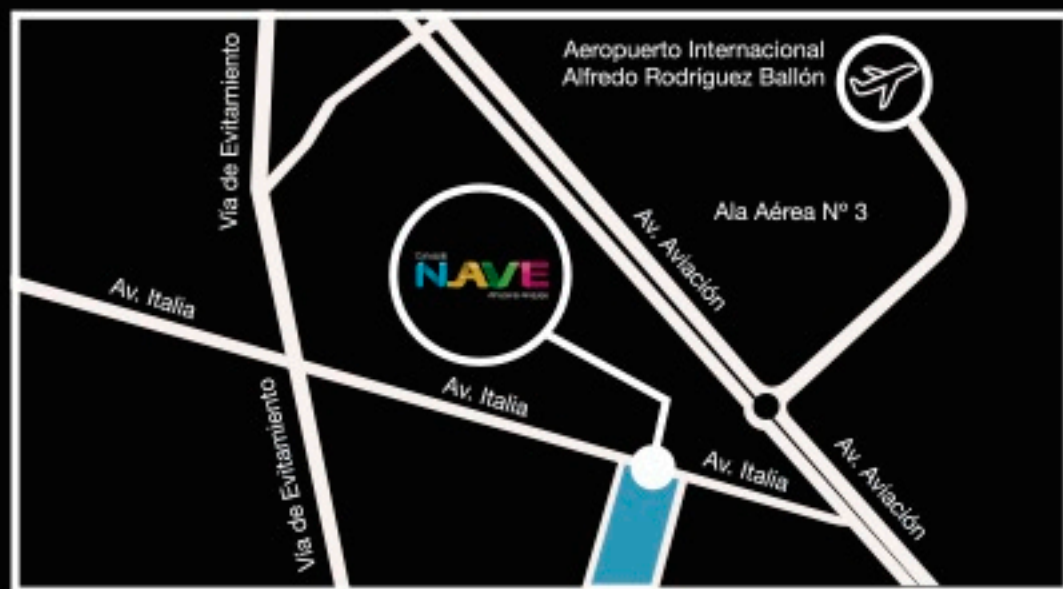 Aeropuerto Internacional
Alfredo Rodríguez Ballón
Vía de Evitamiento
Ala Aérea Nº 3
Av. Aviación
NAVE
Av. Italia
Av. Italia
Vía de Evitamiento
Av. Italia
Av. Aviación